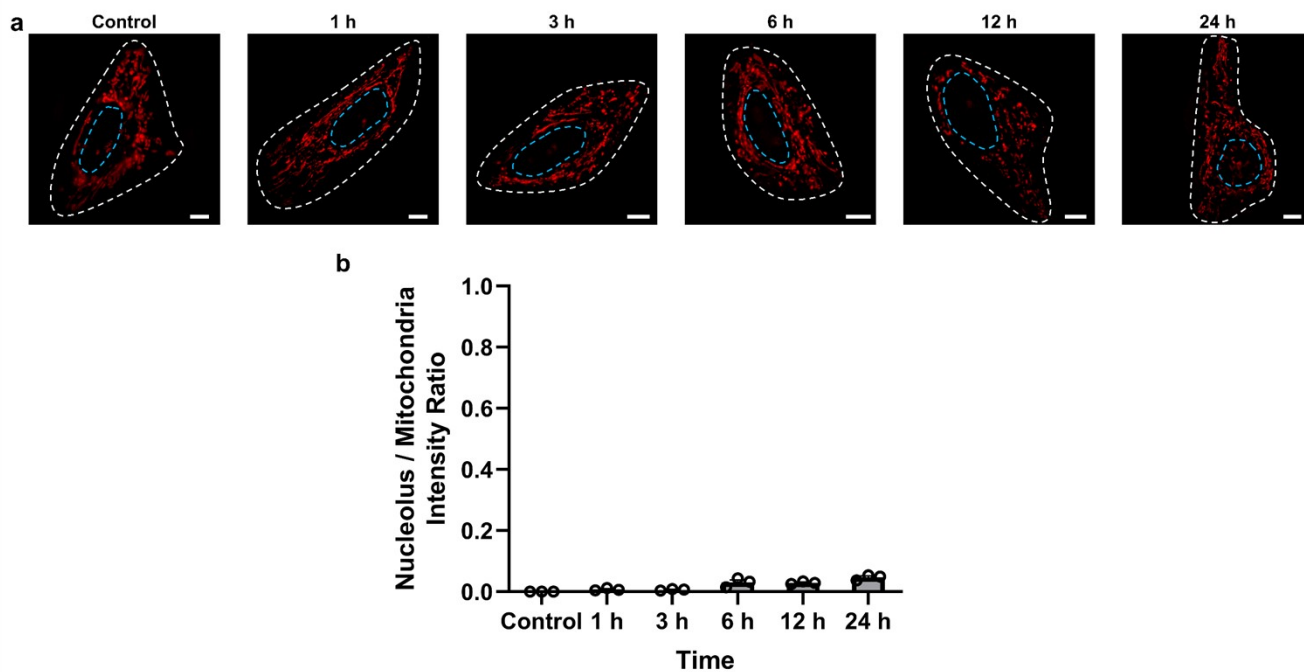 a
Control
1 h
3 h
6 h
12 h
24 h
b
Nucleolus / Mitochondria
Intensity Ratio
1.0
0.8
0.6
0.4
0.2
0.0
Control 1 h 3 h 6 h 12 h 24 h
Time